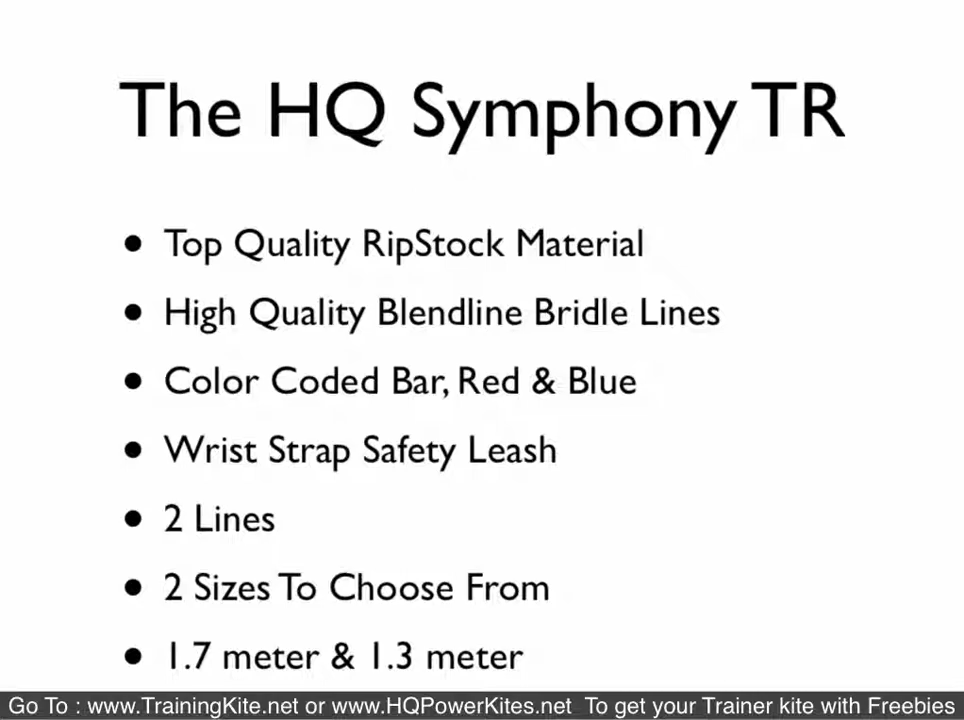 The HQ Symphony TR
• Top Quality RipStock Material
• High Quality Blendline Bridle Lines
• Color Coded Bar, Red & Blue
• Wrist Strap Safety Leash
• 2 Lines
• 2 Sizes To Choose From
• 1.7 meter & 1.3 meter
Go To : www.TrainingKite.net or www.HQPowerKites.net To get your Trainer kite with Freebies